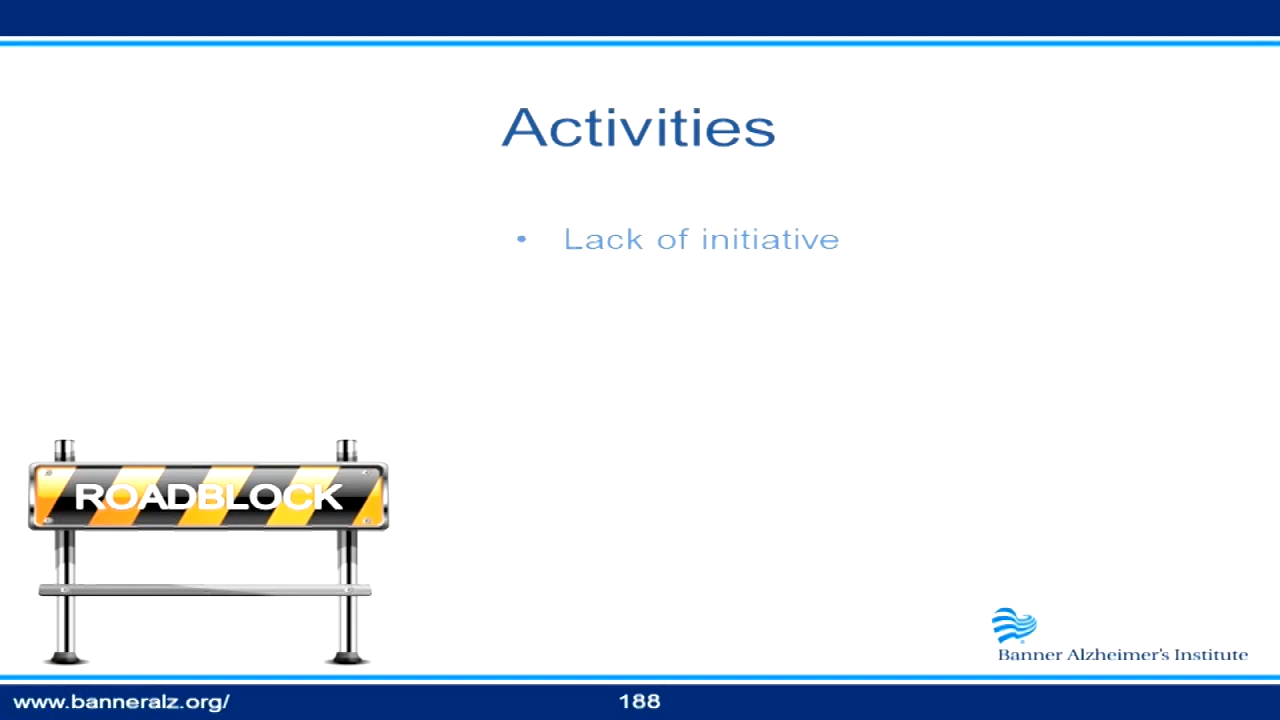 Activities
• Lack of initiative
ROADBLOCK
Banner Alzheimer's Institute
www.banneralz.org/
188